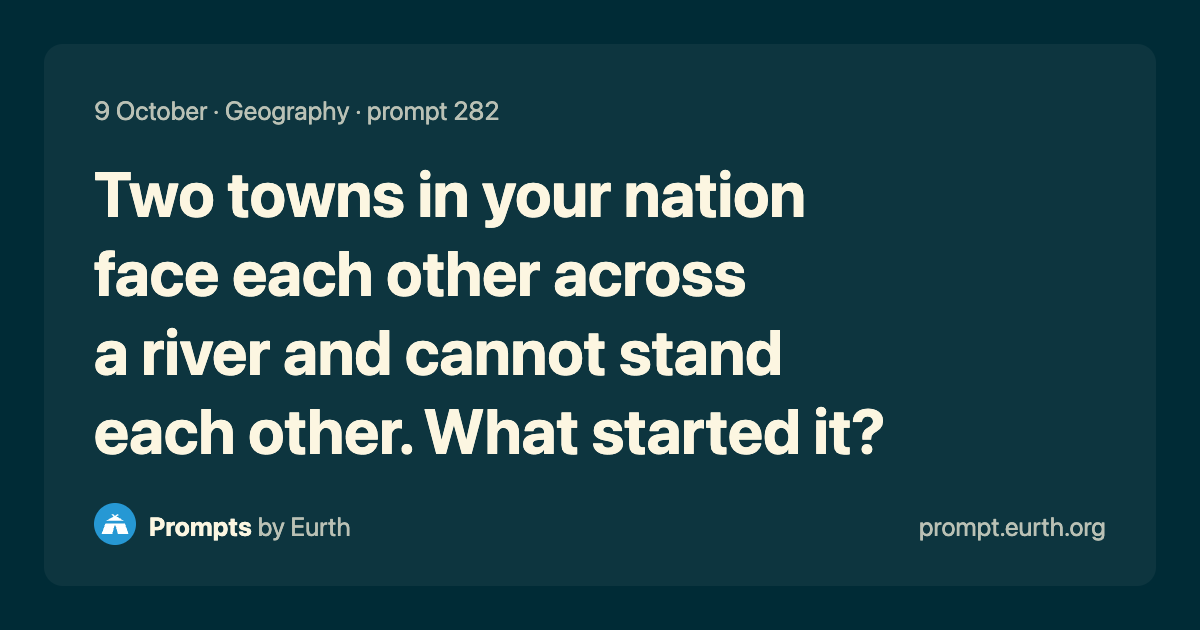 9 October · Geography · prompt 282
Two towns in your nation
face each other across
a river and cannot stand
each other. What started it?
Prompts by Eurth
prompt.eurth.org